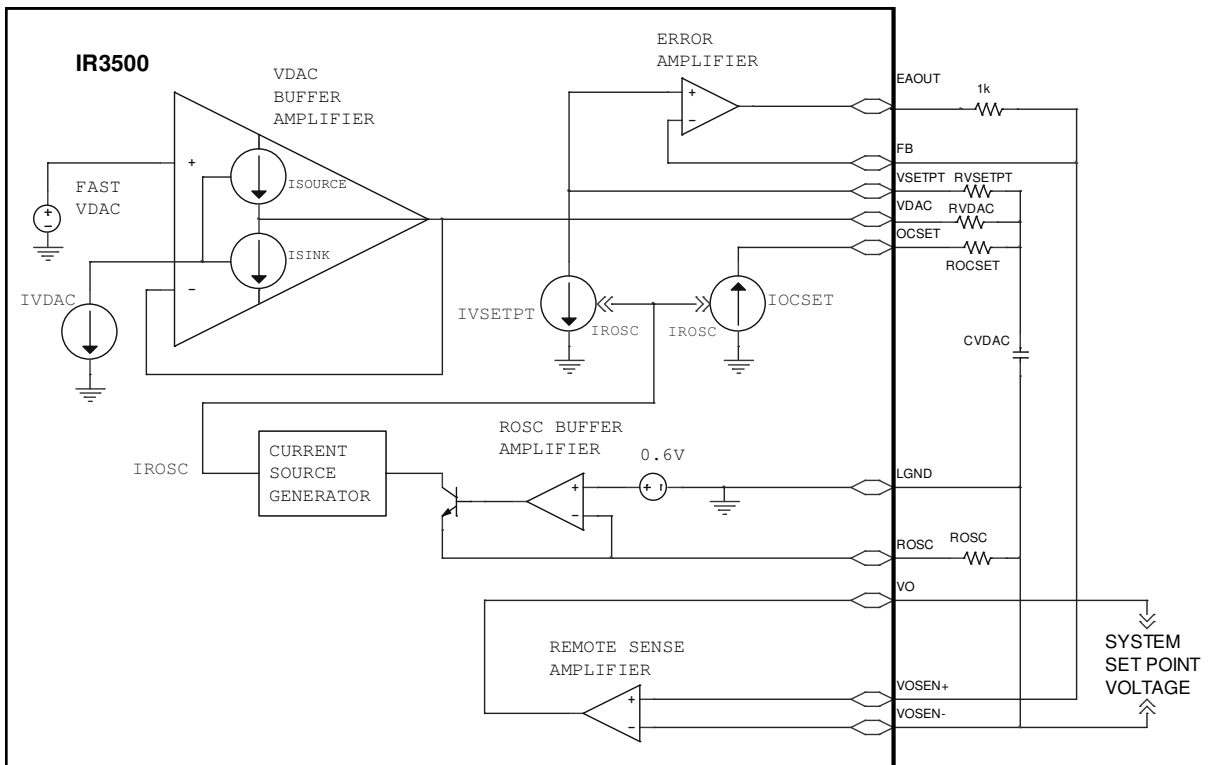 IR3500
VDAC
BUFFER
AMPLIFIER
+
ISOURCE
FAST
VDAC
+
−
ISINK
−
IVDAC
ERROR
AMPLIFIER
+
−
EAOUT
1k
FB
VSETPT
RVSETPT
VDAC
RVDAC
OCSET
ROCSET
IVSETPT
IROSC
IROSC
IOCSET
CVDAC
IROSC
CURRENT
SOURCE
GENERATOR
ROSC BUFFER
AMPLIFIER
0.6V
+
−
+
LGND
ROSC
ROSC
VO
REMOTE SENSE
AMPLIFIER
+
−
VOSEN+
VOSEN-
SYSTEM
SET POINT
VOLTAGE